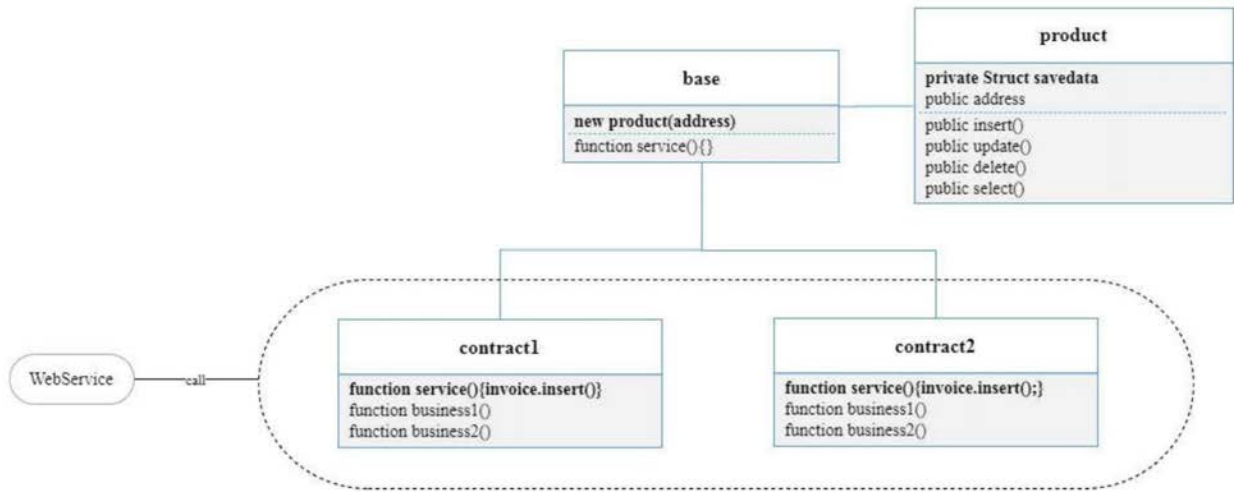 product
private Struct savedata
public address
public insert()
public update()
public delete()
public select()
base
new product(address)
function service(){}
WebService
call
contract1
function service(){invoice.insert()}
function business1()
function business2()
contract2
function service(){invoice.insert();}
function business1()
function business2()